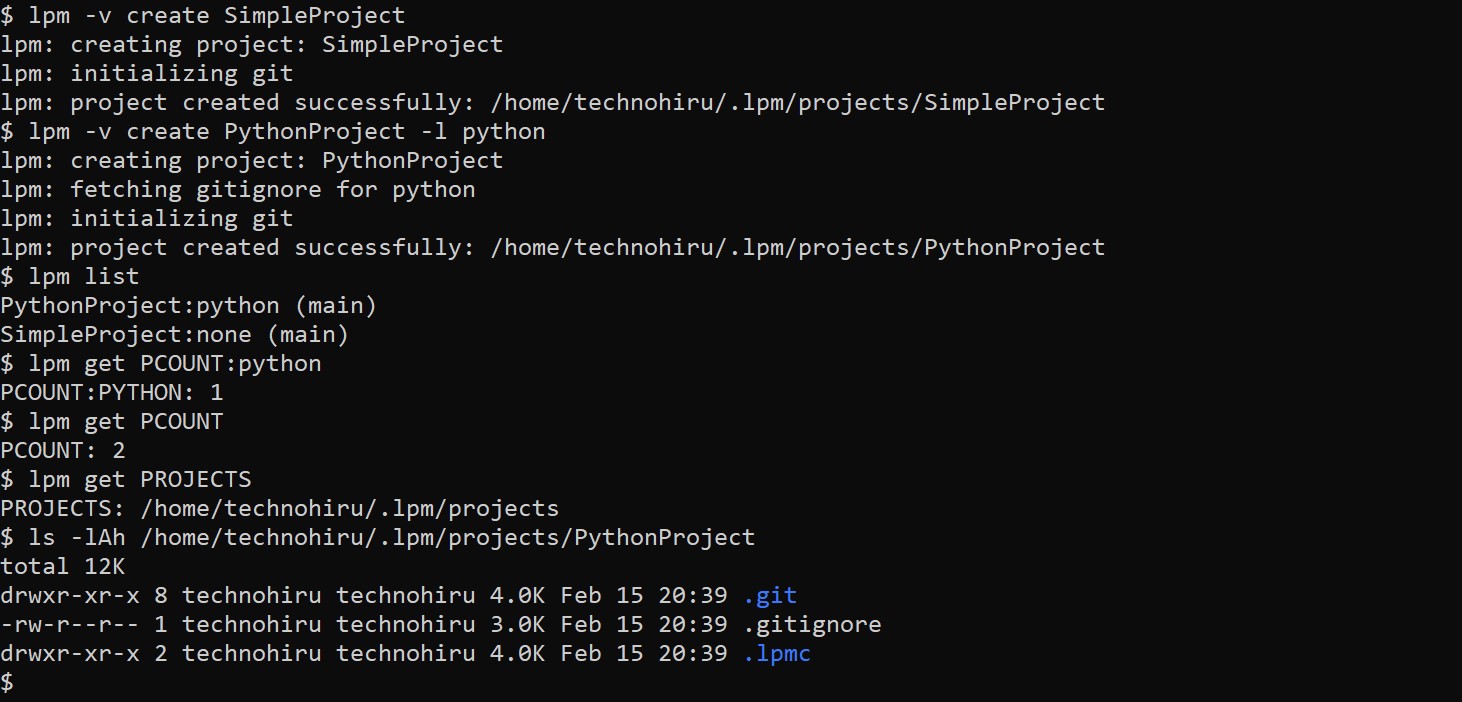 $ lpm -v create SimpleProject
lpm: creating project: SimpleProject
lpm: initializing git
lpm: project created successfully: /home/technohiru/.lpm/projects/SimpleProject
$ lpm -v create PythonProject -l python
lpm: creating project: PythonProject
lpm: fetching gitignore for python
lpm: initializing git
lpm: project created successfully: /home/technohiru/.lpm/projects/PythonProject
$ lpm list
PythonProject:python (main)
SimpleProject:none (main)
$ lpm get PCOUNT:python
PCOUNT:PYTHON: 1
$ lpm get PCOUNT
PCOUNT: 2
$ lpm get PROJECTS
PROJECTS: /home/technohiru/.lpm/projects
$ ls -lAh /home/technohiru/.lpm/projects/PythonProject
total 12K
drwxr-xr-x 8 technohiru technohiru 4.0K Feb 15 20:39 .git
-rw-r--r-- 1 technohiru technohiru 3.0K Feb 15 20:39 .gitignore
drwxr-xr-x 2 technohiru technohiru 4.0K Feb 15 20:39 .lpmc
$